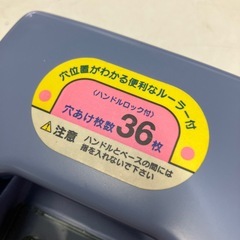 穴位置がわかる便利なルーラー付
(ハンドルロック付)
穴あけ枚数36枚
⚠注意 ハンドルとベースの間には
指を入れないで下さい